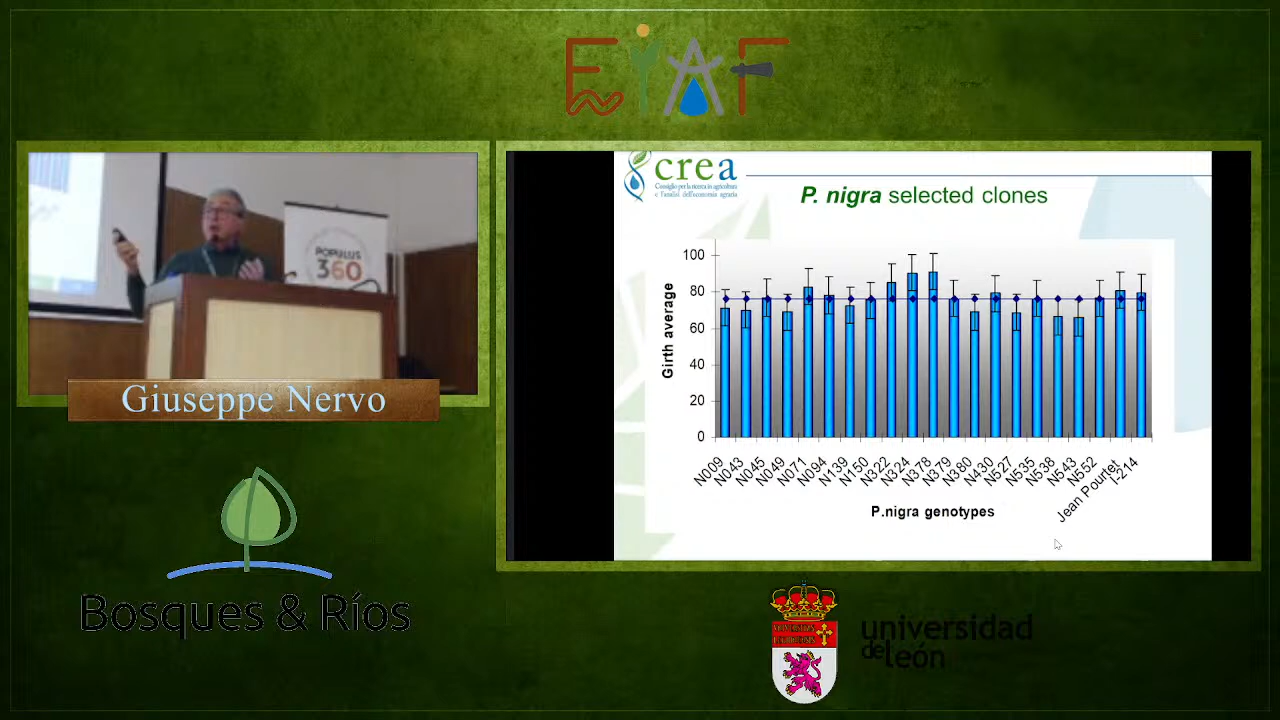 EIAF
POPULUS
360
Giuseppe Nervo
Bosques & Ríos
crea
Consiglio per la ricerca in agricoltura
e l'analisi dell'economia agraria
P. nigra selected clones
Girth average
100
80
60
40
20
0
N009
N043
N045
N049
N071
N094
N139
N150
N322
N324
N378
N379
N380
N430
N527
N535
N538
N543
N552
Jean Pourtet
I-214
P.nigra genotypes
universidad
de león